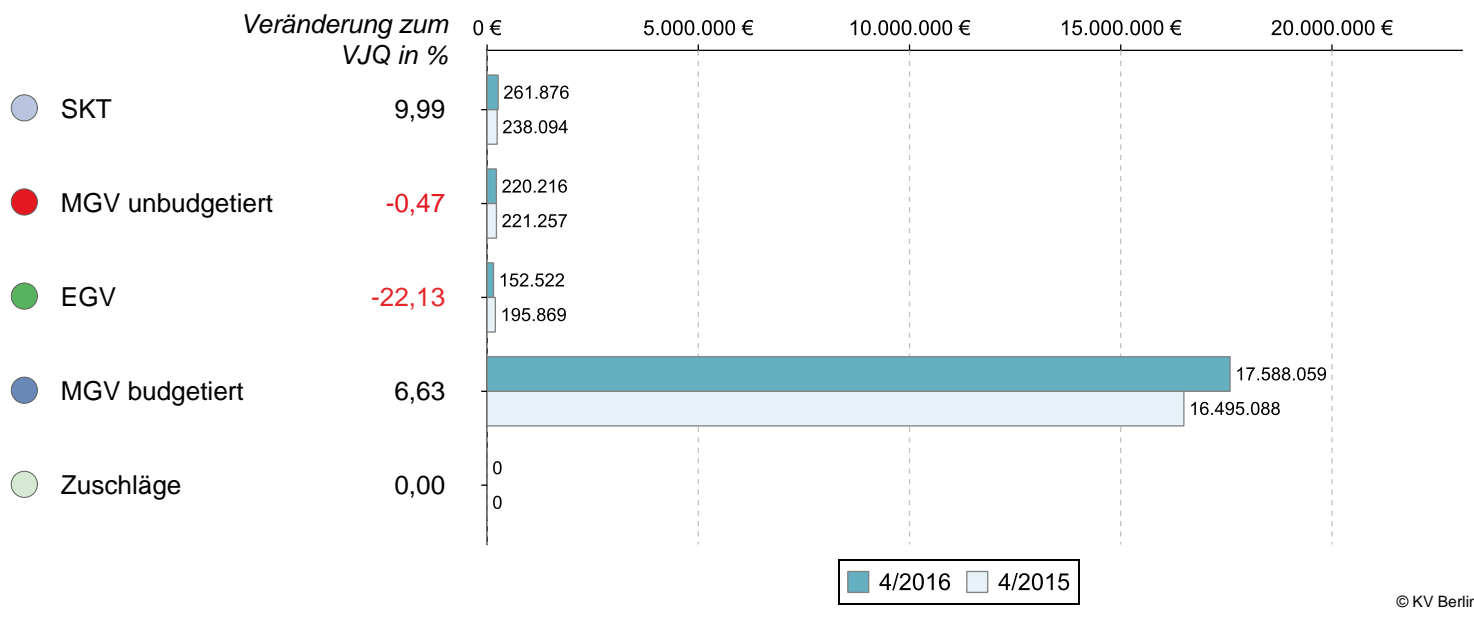 Veränderung zum
VJQ in %
0 €
5.000.000 €
10.000.000 €
15.000.000 €
20.000.000 €
SKT
9,99
261.876
238.094
MGV unbudgetiert
-0,47
220.216
221.257
EGV
-22,13
152.522
195.869
MGV budgetiert
6,63
17.588.059
16.495.088
Zuschläge
0,00
0
0
4/2016
4/2015
© KV Berlin